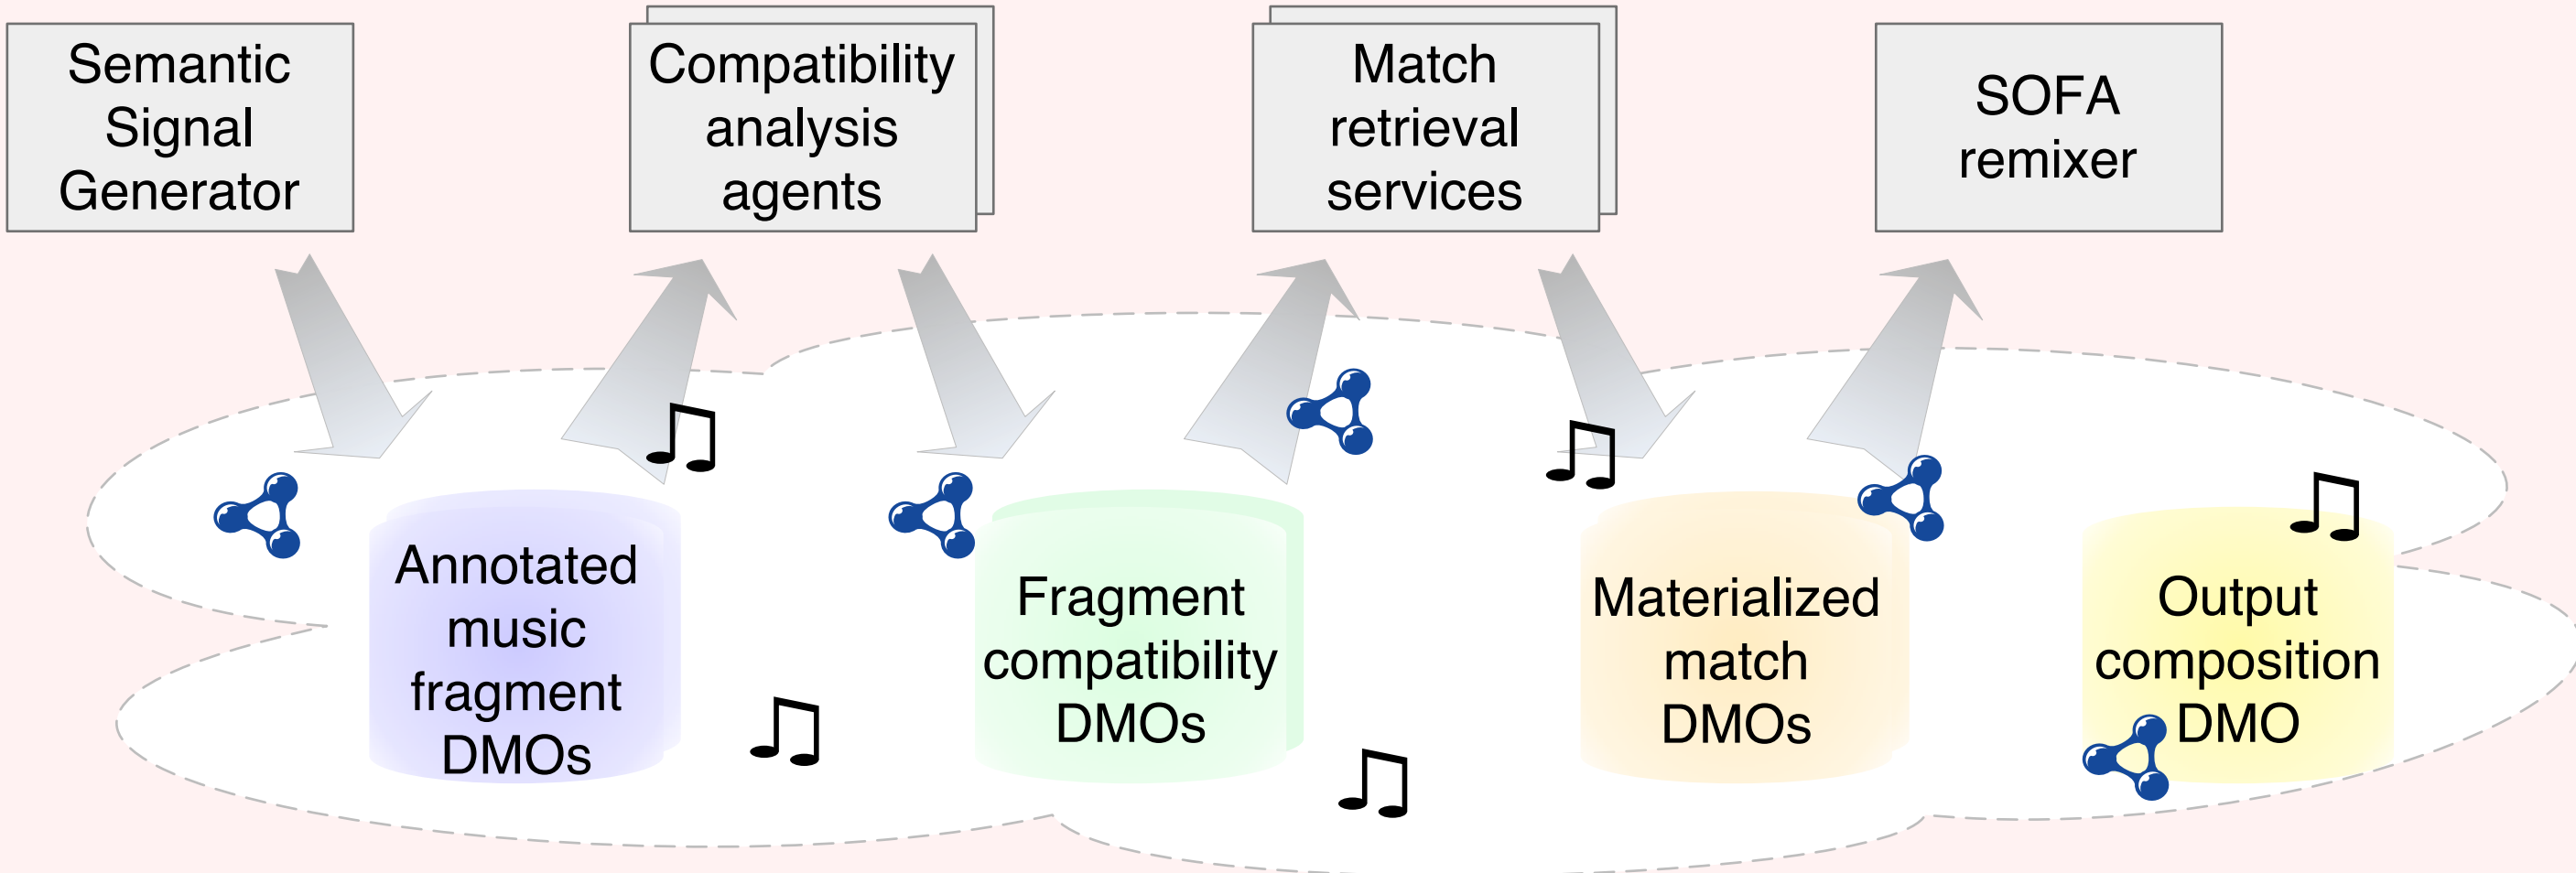 Semantic
Signal
Generator
Compatibility
analysis
agents
Match
retrieval
services
SOFA
remixer
Annotated
music
fragment
DMOs
Fragment
compatibility
DMOs
Materialized
match
DMOs
Output
composition
DMO